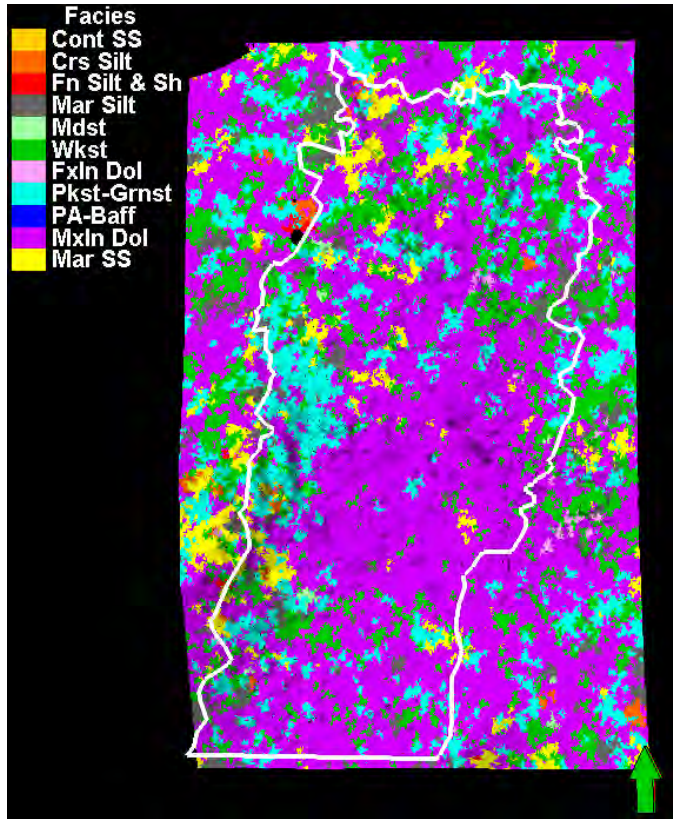 Facies
Cont SS
Crs Silt
Fn Silt & Sh
Mar Silt
Mdst
Wkst
Fxln Dol
Pkst-Grnst
PA-Baff
Mxln Dol
Mar SS